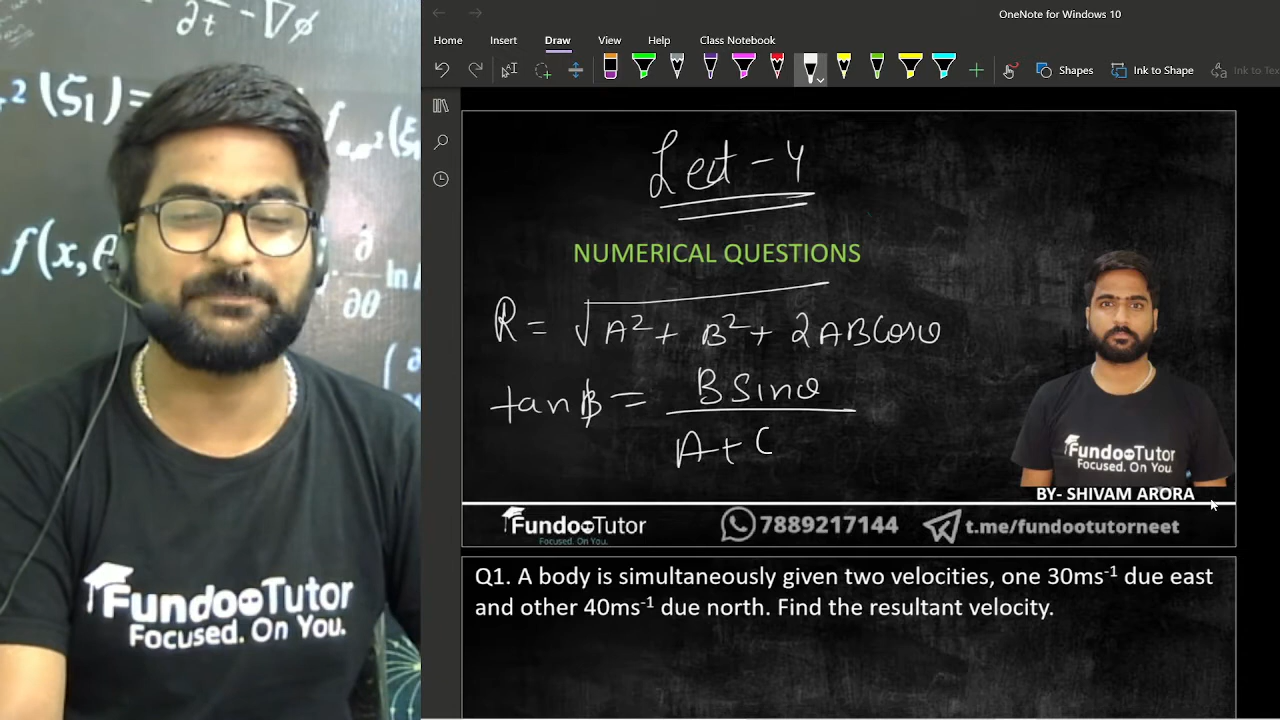 ∂t - ∇φ
OneNote for Windows 10
Home Insert Draw View Help Class Notebook
Shapes Ink to Shape Ink to Tex
Lect - 4
NUMERICAL QUESTIONS
R = √A² + B² + 2ABCosθ
tanβ = BSinθ
A + C
FundooTutor
Focused. On You.
BY- SHIVAM ARORA
FundooTutor
Focused. On You.
7889217144
t.me/fundootutorneet
Q1. A body is simultaneously given two velocities, one 30ms⁻¹ due east
and other 40ms⁻¹ due north. Find the resultant velocity.
FundooTutor
Focused. On You.